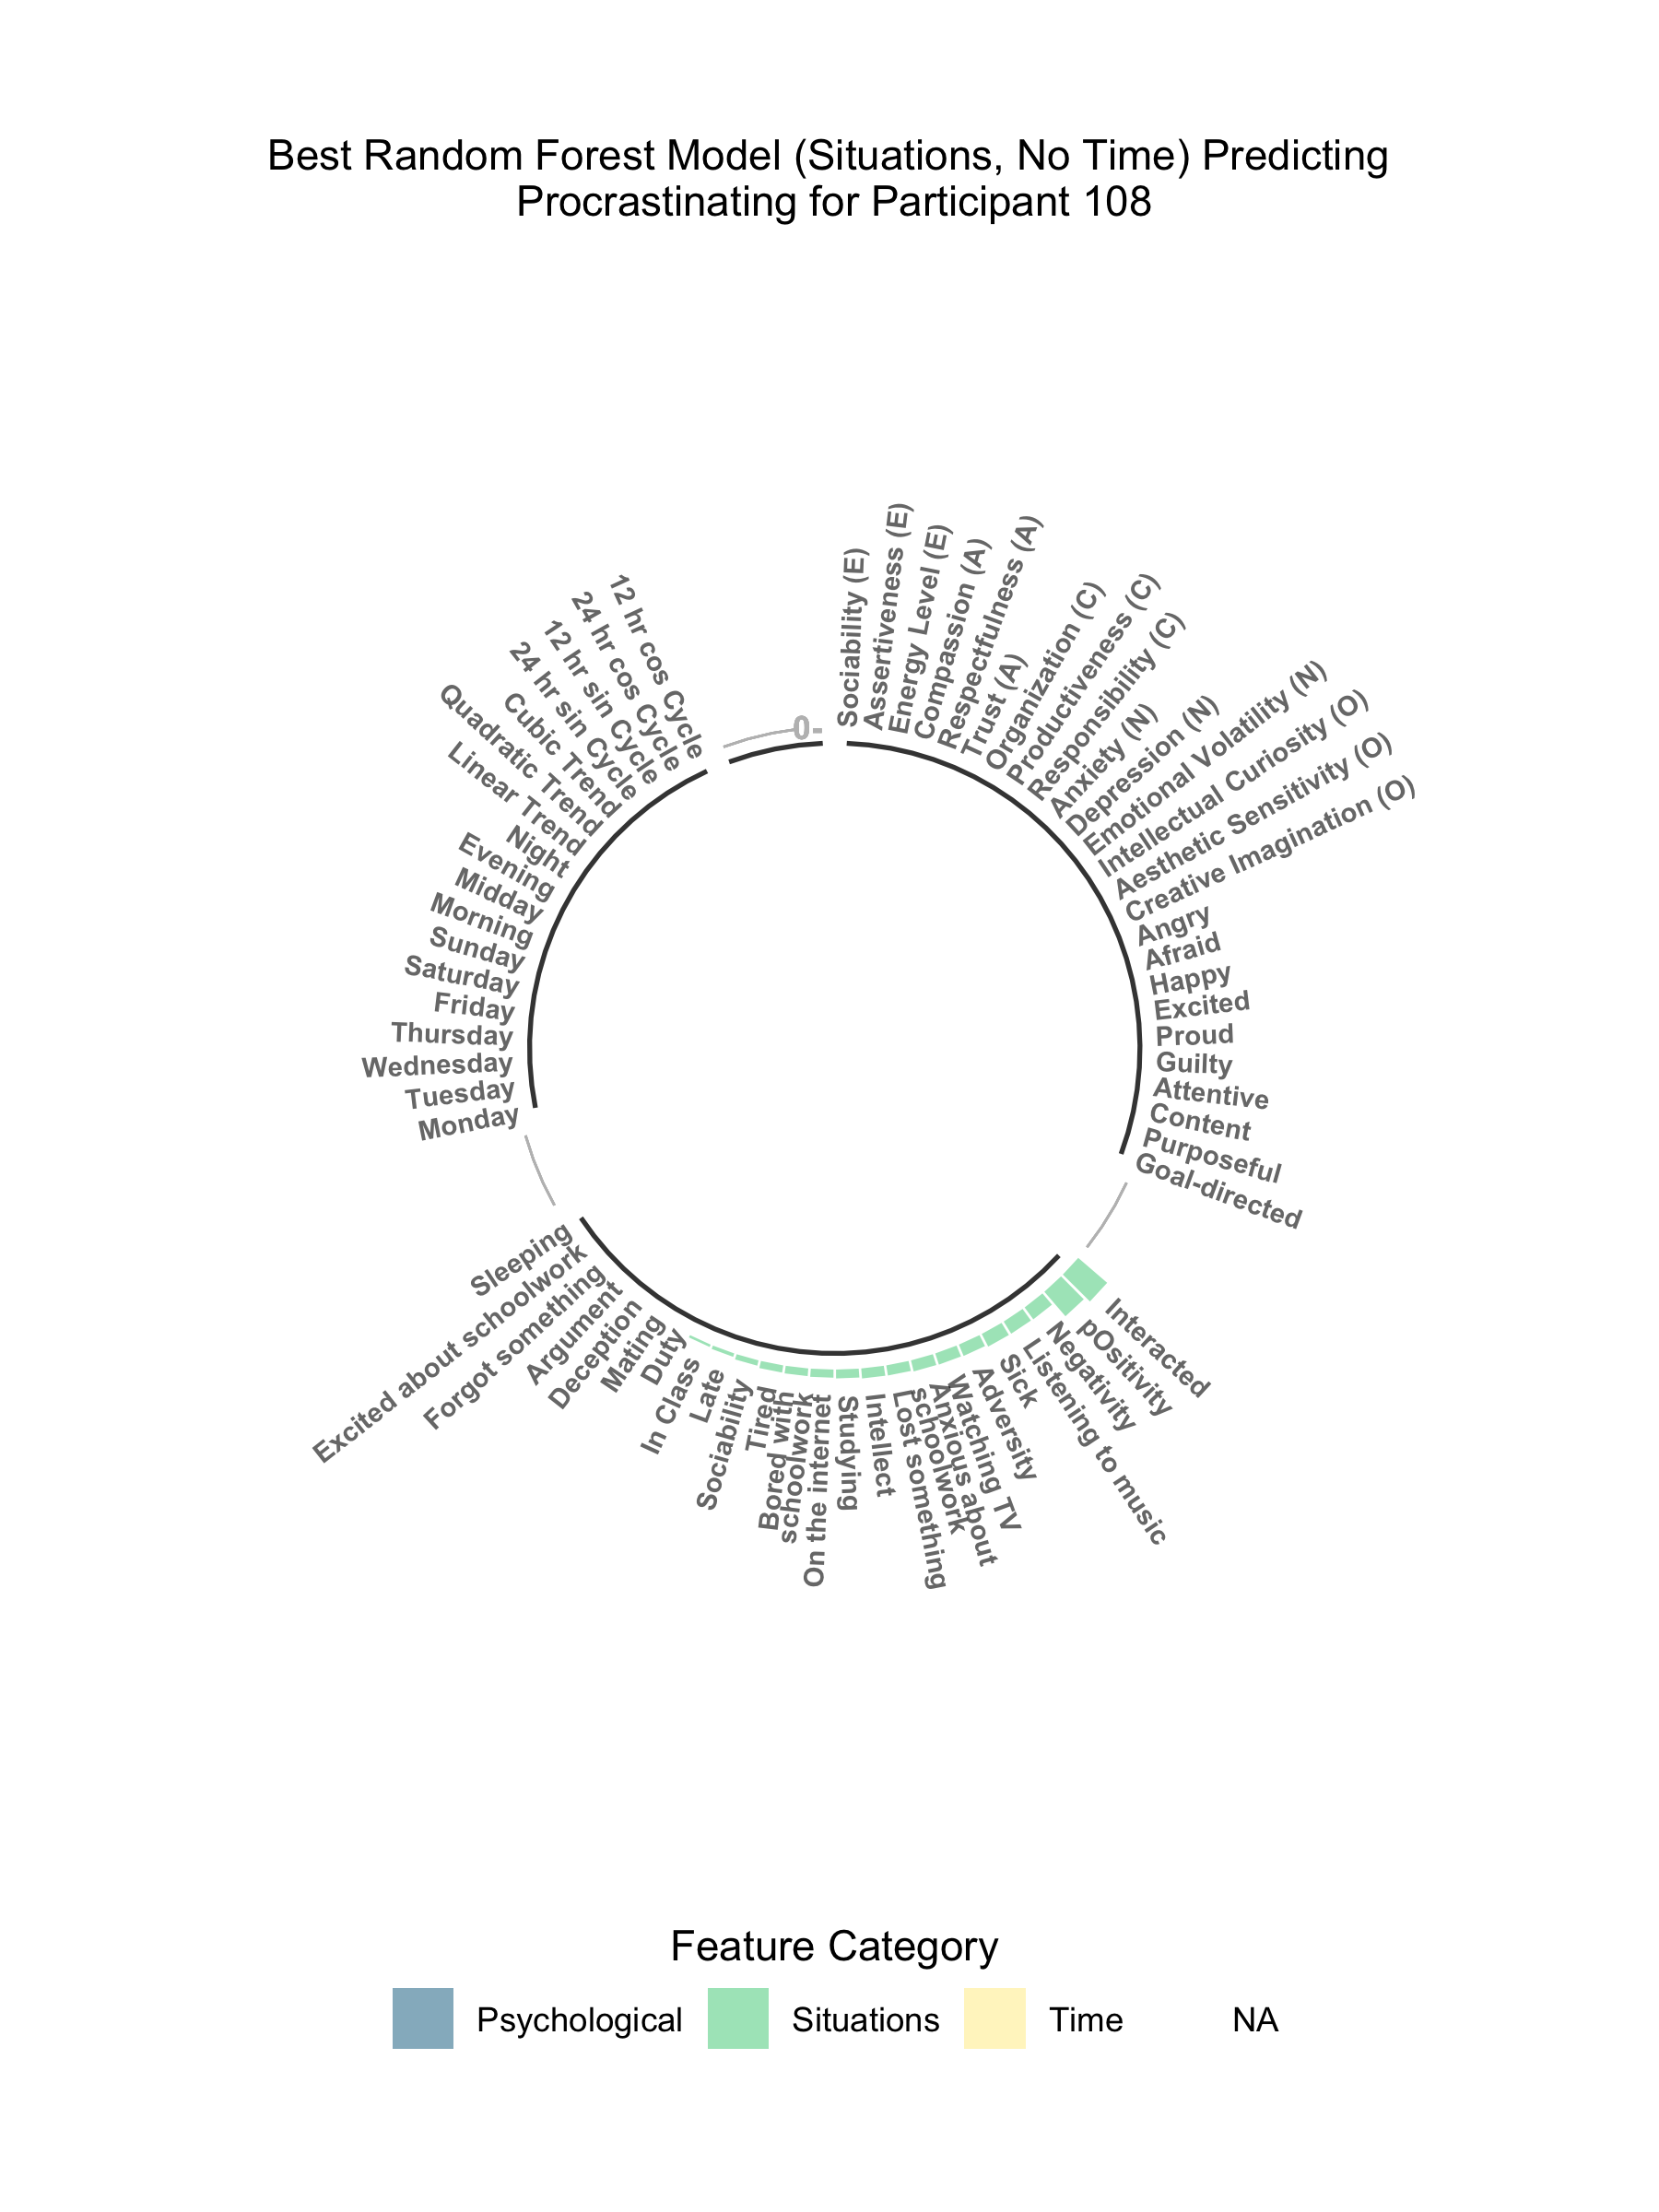 Best Random Forest Model (Situations, No Time) Predicting
Procrastinating for Participant 108
0-
Sociability (E)
Assertiveness (E)
Energy Level (E)
Compassion (A)
Respectfulness (A)
Trust (A)
Organization (C)
Productiveness (C)
Responsibility (C)
Anxiety (N)
Depression (N)
Emotional Volatility (N)
Intellectual Curiosity (O)
Aesthetic Sensitivity (O)
Creative Imagination (O)
Angry
Afraid
Happy
Excited
Proud
Guilty
Attentive
Content
Purposeful
Goal-directed
Interacted
pOsitivity
Negativity
Listening to music
Sick
Adversity
Watching TV
Anxious about
schoolwork
Lost something
Intellect
Studying
On the internet
Bored with
schoolwork
Tired
Sociability
Late
In Class
Duty
Mating
Deception
Argument
Forgot something
Excited about schoolwork
Sleeping
Monday
Tuesday
Wednesday
Thursday
Friday
Saturday
Sunday
Morning
Midday
Evening
Night
Linear Trend
Quadratic Trend
Cubic Trend
24 hr sin Cycle
12 hr sin Cycle
24 hr cos Cycle
12 hr cos Cycle
Feature Category
Psychological
Situations
Time
NA